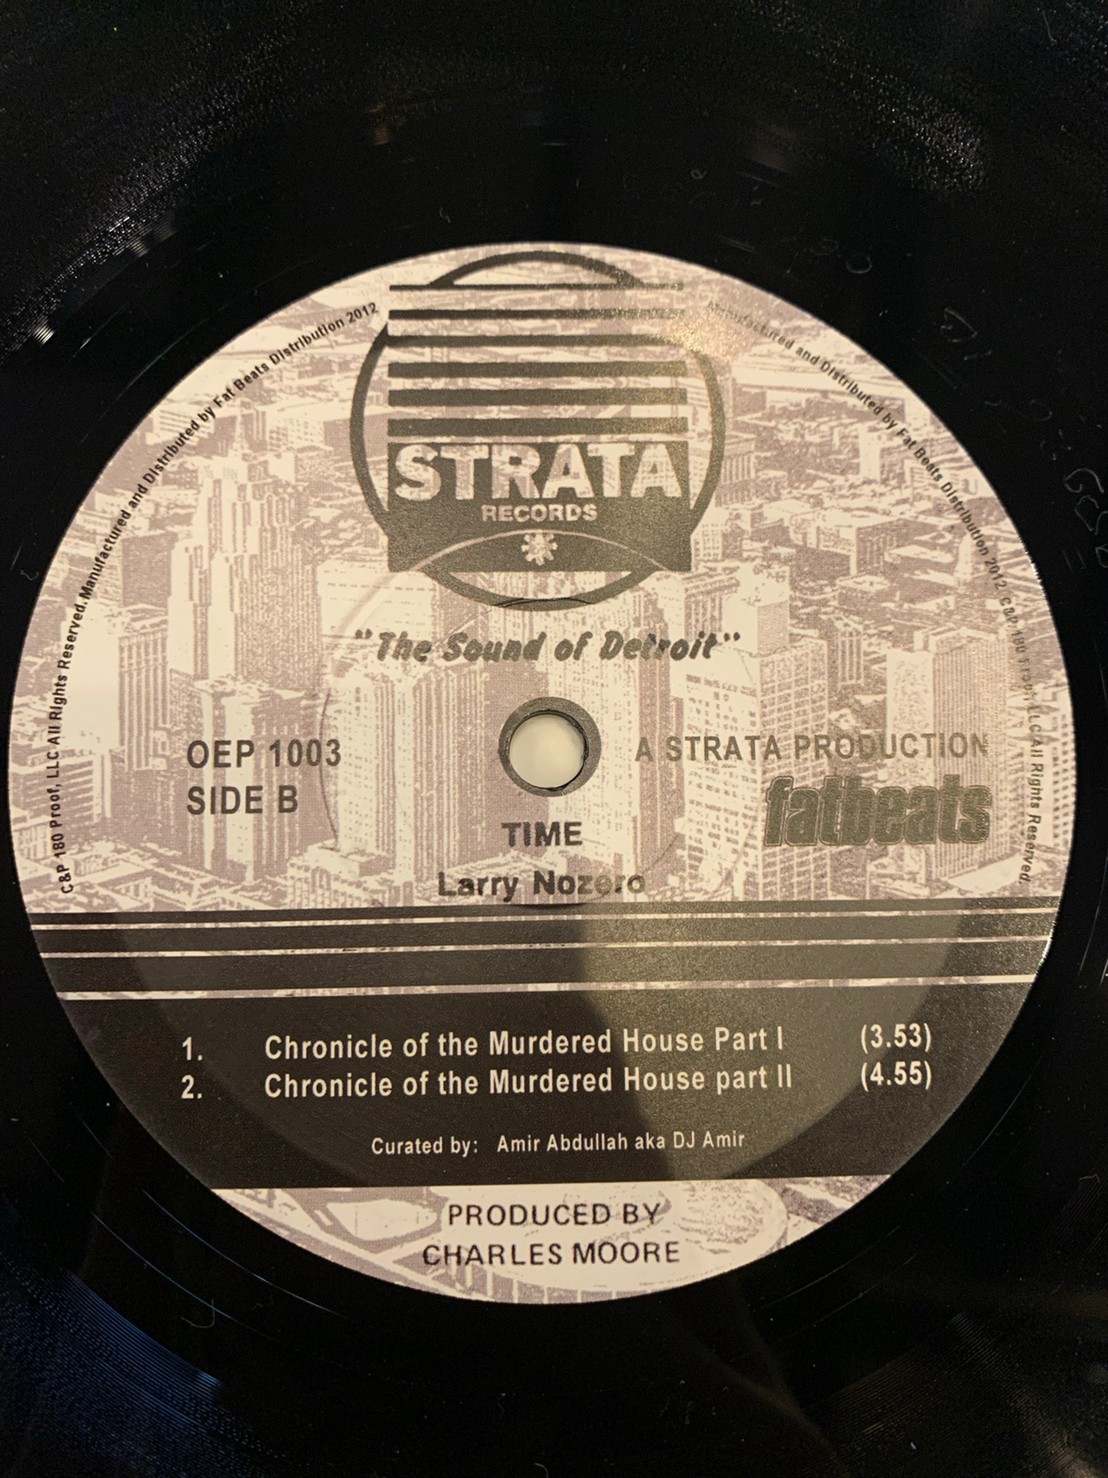 C&P 180 Proof, LLC All Rights Reserved. Manufactured and Distributed by Fat Beats Distribution 2012
Manufactured and Distributed by Fat Beats Distribution 2012 C&P 180 LLC All Rights Reserved.
STRATA
RECORDS
"The Sound of Detroit"
OEP 1003
SIDE B
A STRATA PRODUCTION
fatbeats
TIME
Larry Nozero
1. Chronicle of the Murdered House Part I (3.53)
2. Chronicle of the Murdered House part II (4.55)
Curated by: Amir Abdullah aka DJ Amir
PRODUCED BY
CHARLES MOORE